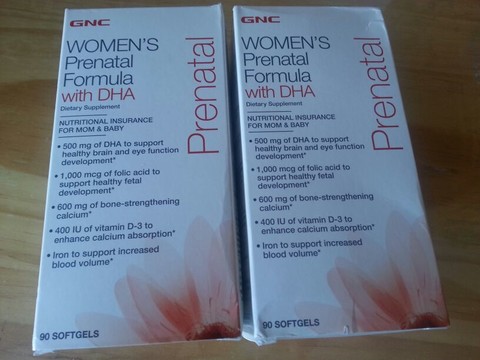 GNC
WOMEN'S
Prenatal
Formula
with DHA
Dietary Supplement
NUTRITIONAL INSURANCE
FOR MOM & BABY
• 500 mg of DHA to support
healthy brain and eye function
development*
• 1,000 mcg of folic acid to
support healthy fetal
development*
• 600 mg of bone-strengthening
calcium*
• 400 IU of vitamin D-3 to
enhance calcium absorption*
• Iron to support increased
blood volume*
90 SOFTGELS
Prenatal
GNC
WOMEN'S
Prenatal
Formula
with DHA
Dietary Supplement
NUTRITIONAL INSURANCE
FOR MOM & BABY
• 500 mg of DHA to support
healthy brain and eye function
development*
• 1,000 mcg of folic acid to
support healthy fetal
development*
• 600 mg of bone-strengthening
calcium*
• 400 IU of vitamin D-3 to
enhance calcium absorption*
• Iron to support increased
blood volume*
90 SOFTGELS
Prenatal